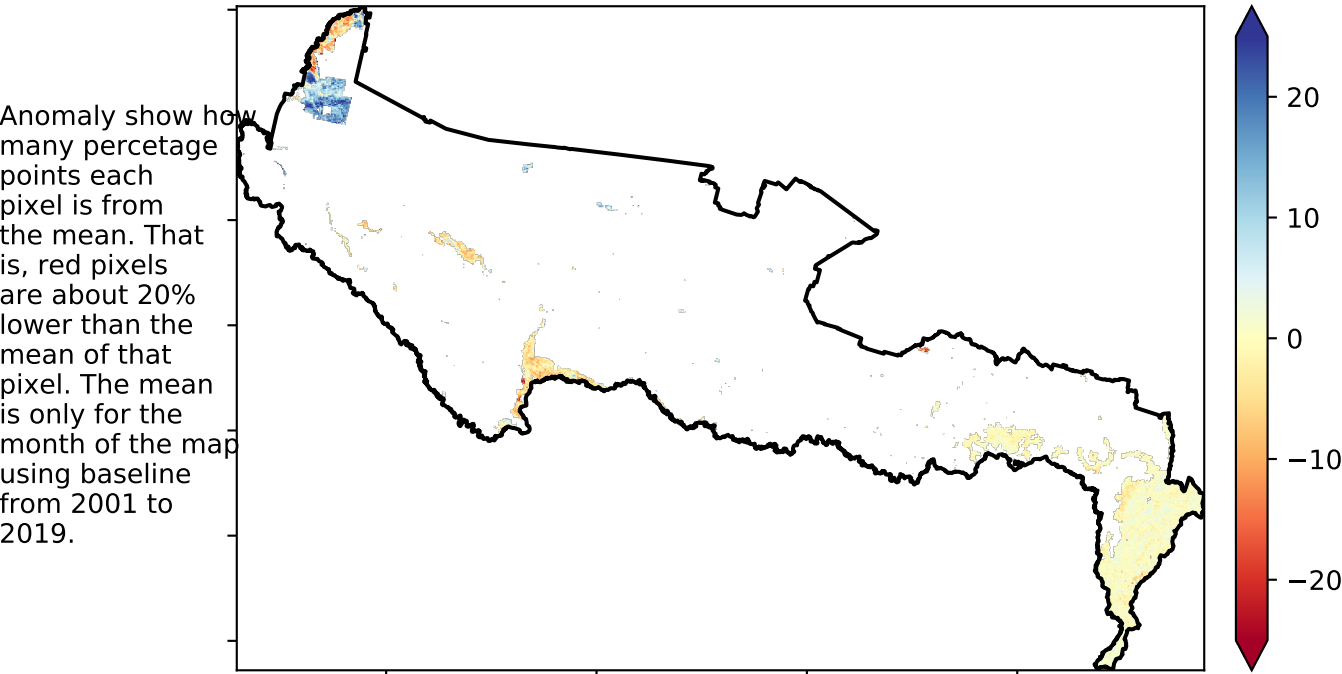 Anomaly show how
many percetage
points each
pixel is from
the mean. That
is, red pixels
are about 20%
lower than the
mean of that
pixel. The mean
is only for the
month of the map
using baseline
from 2001 to
2019.
20
10
0
−10
−20